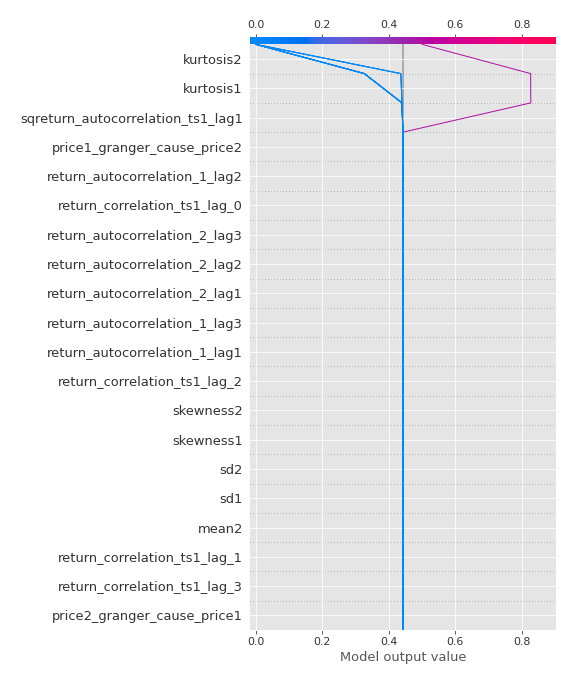 0.0 0.2 0.4 0.6 0.8
kurtosis2
kurtosis1
sqreturn_autocorrelation_ts1_lag1
price1_granger_cause_price2
return_autocorrelation_1_lag2
return_correlation_ts1_lag_0
return_autocorrelation_2_lag3
return_autocorrelation_2_lag2
return_autocorrelation_2_lag1
return_autocorrelation_1_lag3
return_autocorrelation_1_lag1
return_correlation_ts1_lag_2
skewness2
skewness1
sd2
sd1
mean2
return_correlation_ts1_lag_1
return_correlation_ts1_lag_3
price2_granger_cause_price1
0.0 0.2 0.4 0.6 0.8
Model output value